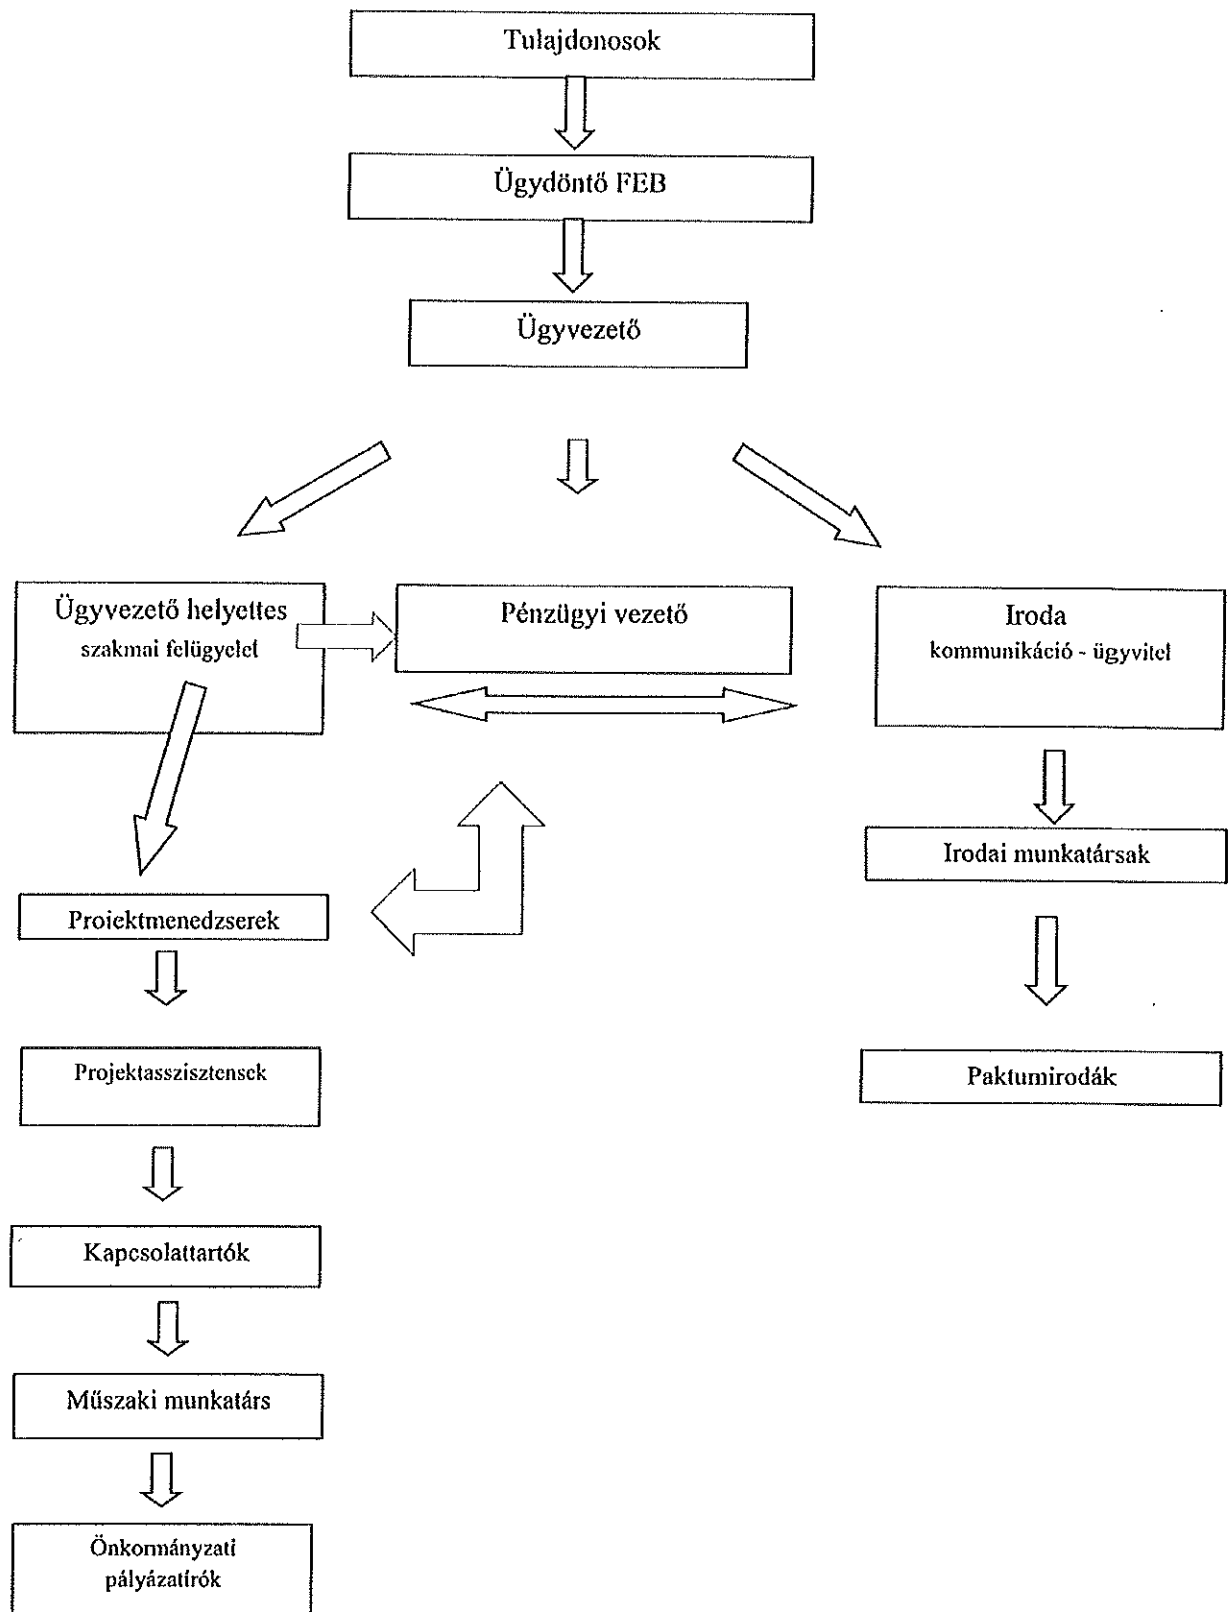 Tulajdonosok
Ügydöntő FEB
Ügyvezető
Ügyvezető helyettes
szakmai felügyelet
Pénzügyi vezető
Iroda
kommunikáció - ügyvitel
Irodai munkatársak
Projektmenedzserek
Projektasszisztensek
Paktumirodák
Kapcsolattartók
Műszaki munkatárs
Önkormányzati
pályázatírók